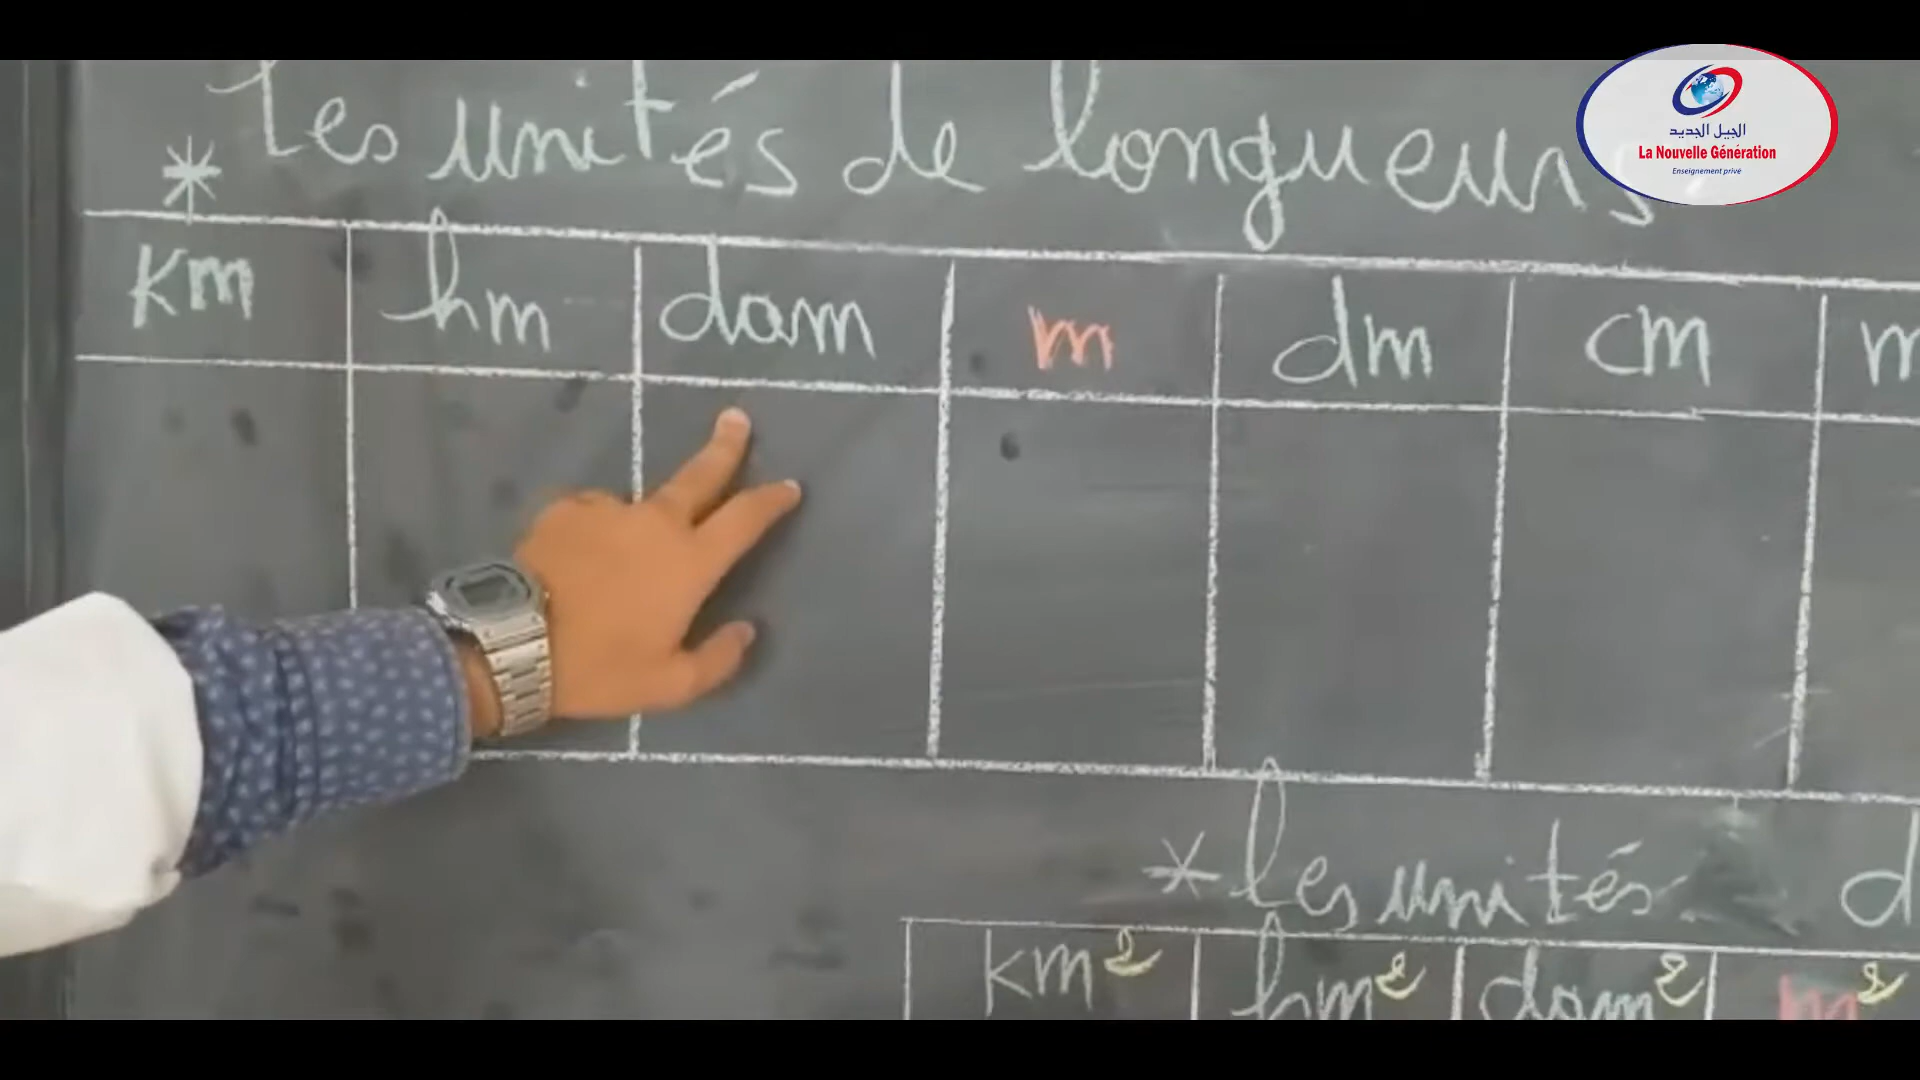 الجيل الجديد
La Nouvelle Génération
Enseignement privé
* Les unités de longueurs
Km hm dam m dm cm m
* les unités d
km² hm² dam² m²